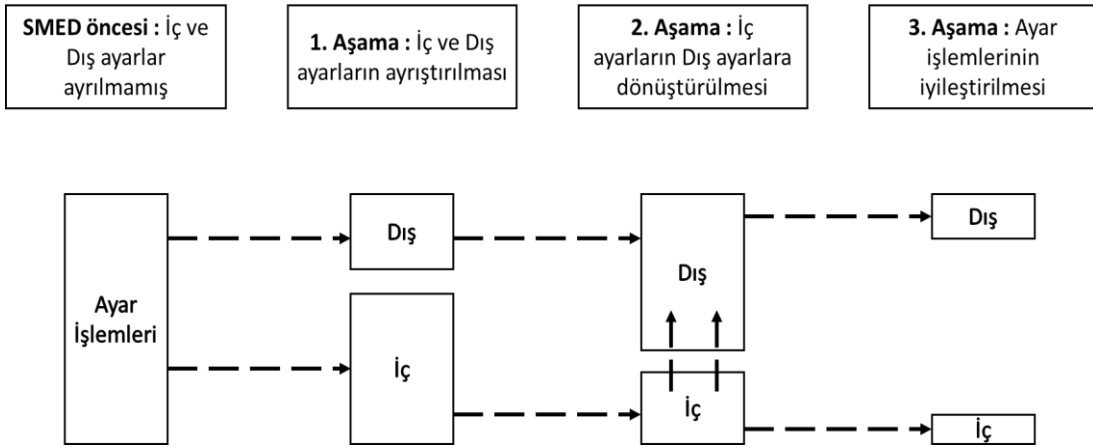 SMED öncesi : İç ve
Dış ayarlar
ayrılmamış
1. Aşama : İç ve Dış
ayarların ayrıştırılması
2. Aşama : İç
ayarların Dış ayarlara
dönüştürülmesi
3. Aşama : Ayar
işlemlerinin
iyileştirilmesi
Ayar
İşlemleri
Dış
İç
Dış
İç
Dış
İç